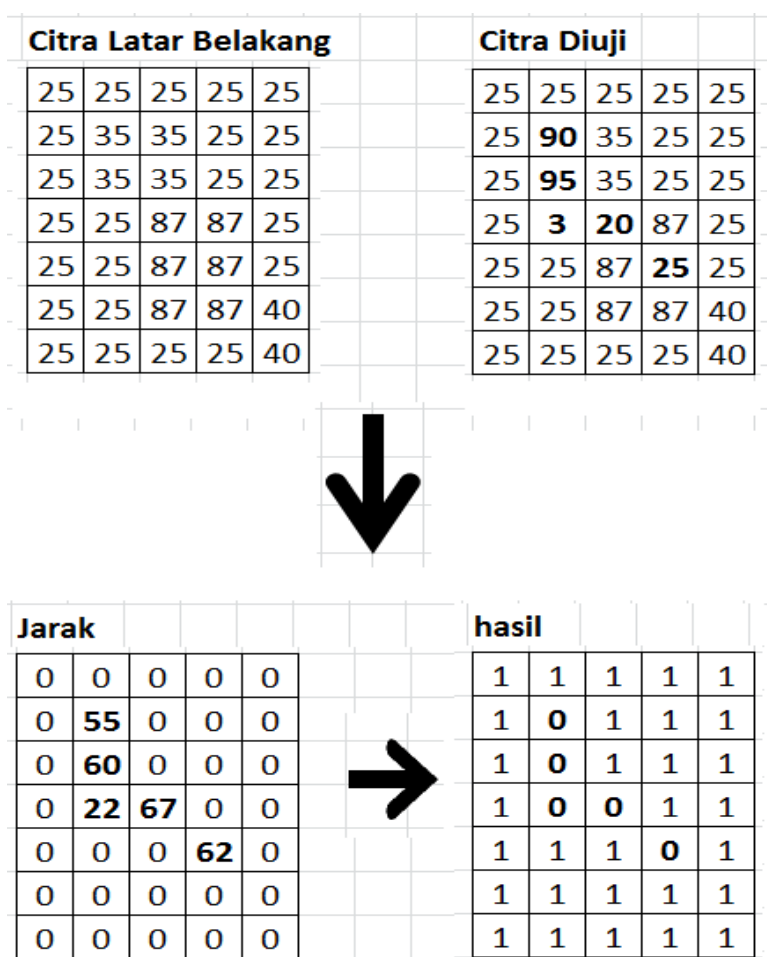 Citra Latar Belakang
25 25 25 25 25
25 35 35 25 25
25 35 35 25 25
25 25 87 87 25
25 25 87 87 25
25 25 87 87 40
25 25 25 25 40
Citra Diuji
25 25 25 25 25
25 90 35 25 25
25 95 35 25 25
25 3 20 87 25
25 25 87 25 25
25 25 87 87 40
25 25 25 25 40
Jarak
0 0 0 0 0
0 55 0 0 0
0 60 0 0 0
0 22 67 0 0
0 0 0 62 0
0 0 0 0 0
0 0 0 0 0
hasil
1 1 1 1 1
1 0 1 1 1
1 0 1 1 1
1 0 0 1 1
1 1 1 0 1
1 1 1 1 1
1 1 1 1 1